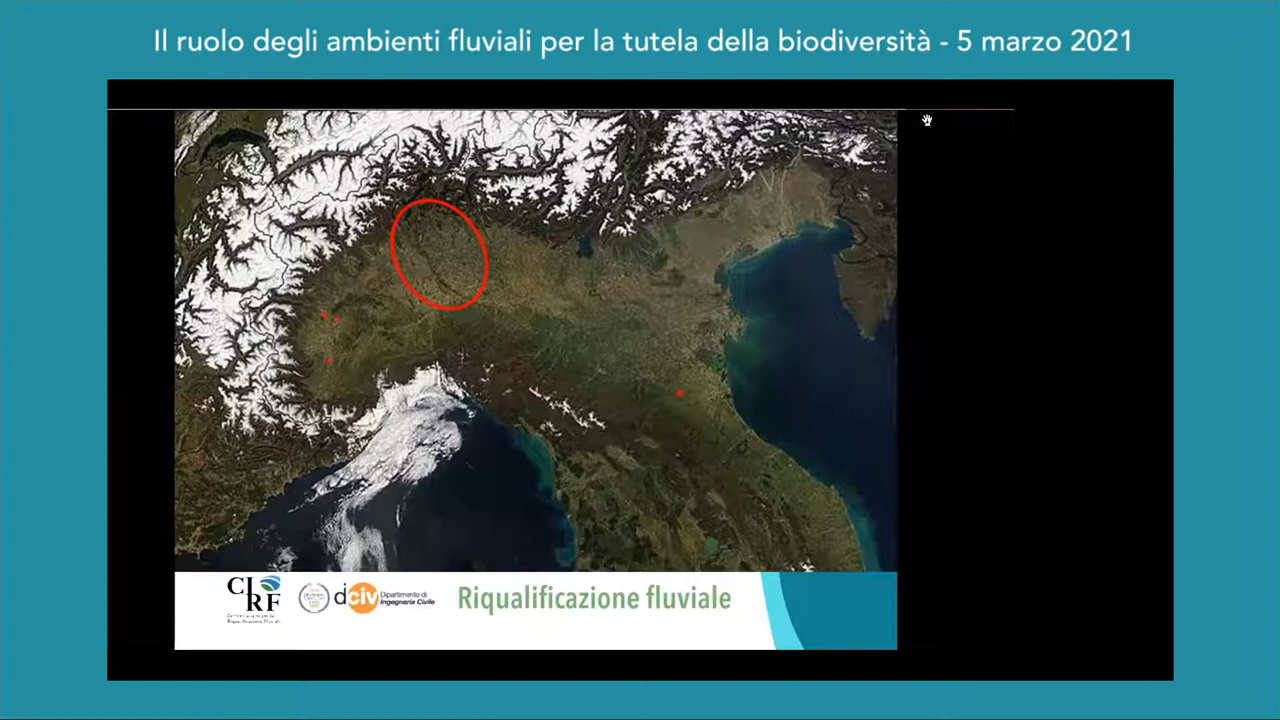 Il ruolo degli ambienti fluviali per la tutela della biodiversità - 5 marzo 2021
CIRF
dciv
Dipartimento di
Ingegneria Civile
Riqualificazione fluviale